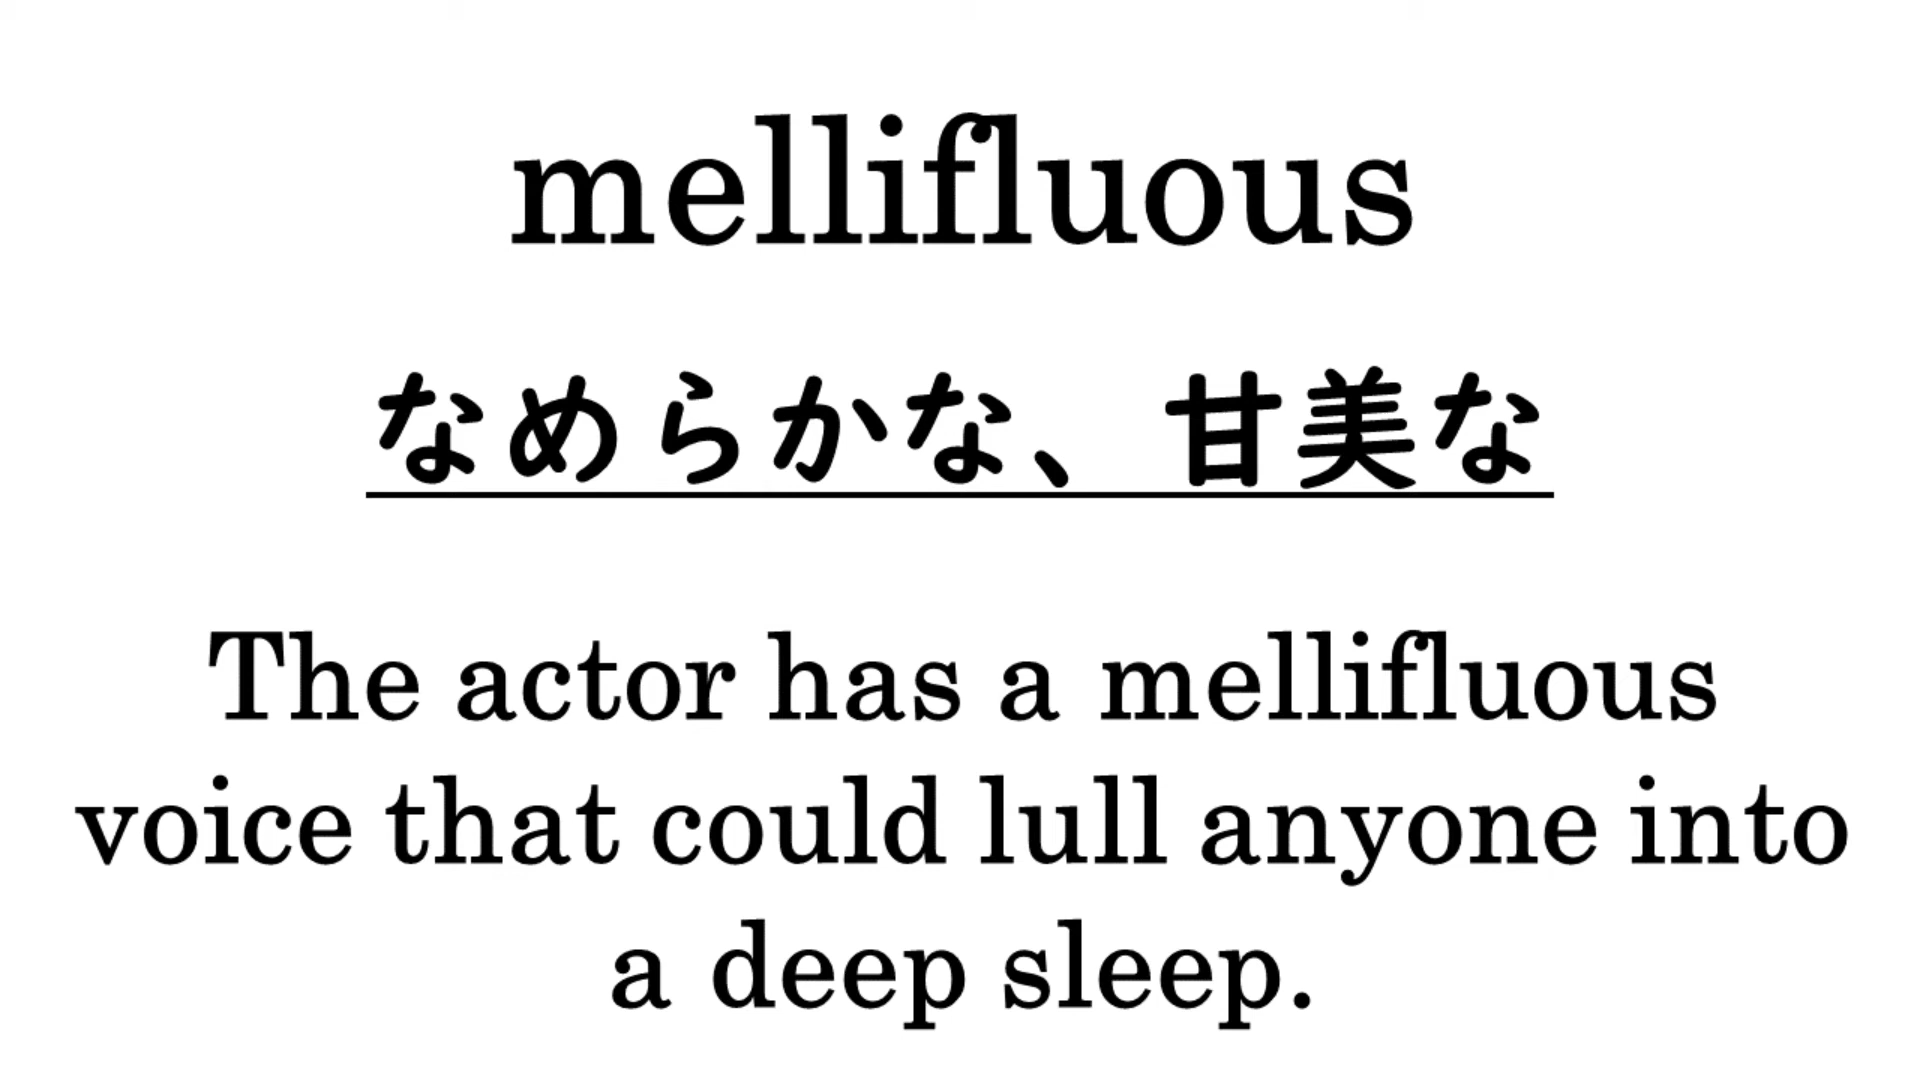 mellifluous
なめらかな、甘美な
The actor has a mellifluous
voice that could lull anyone into
a deep sleep.